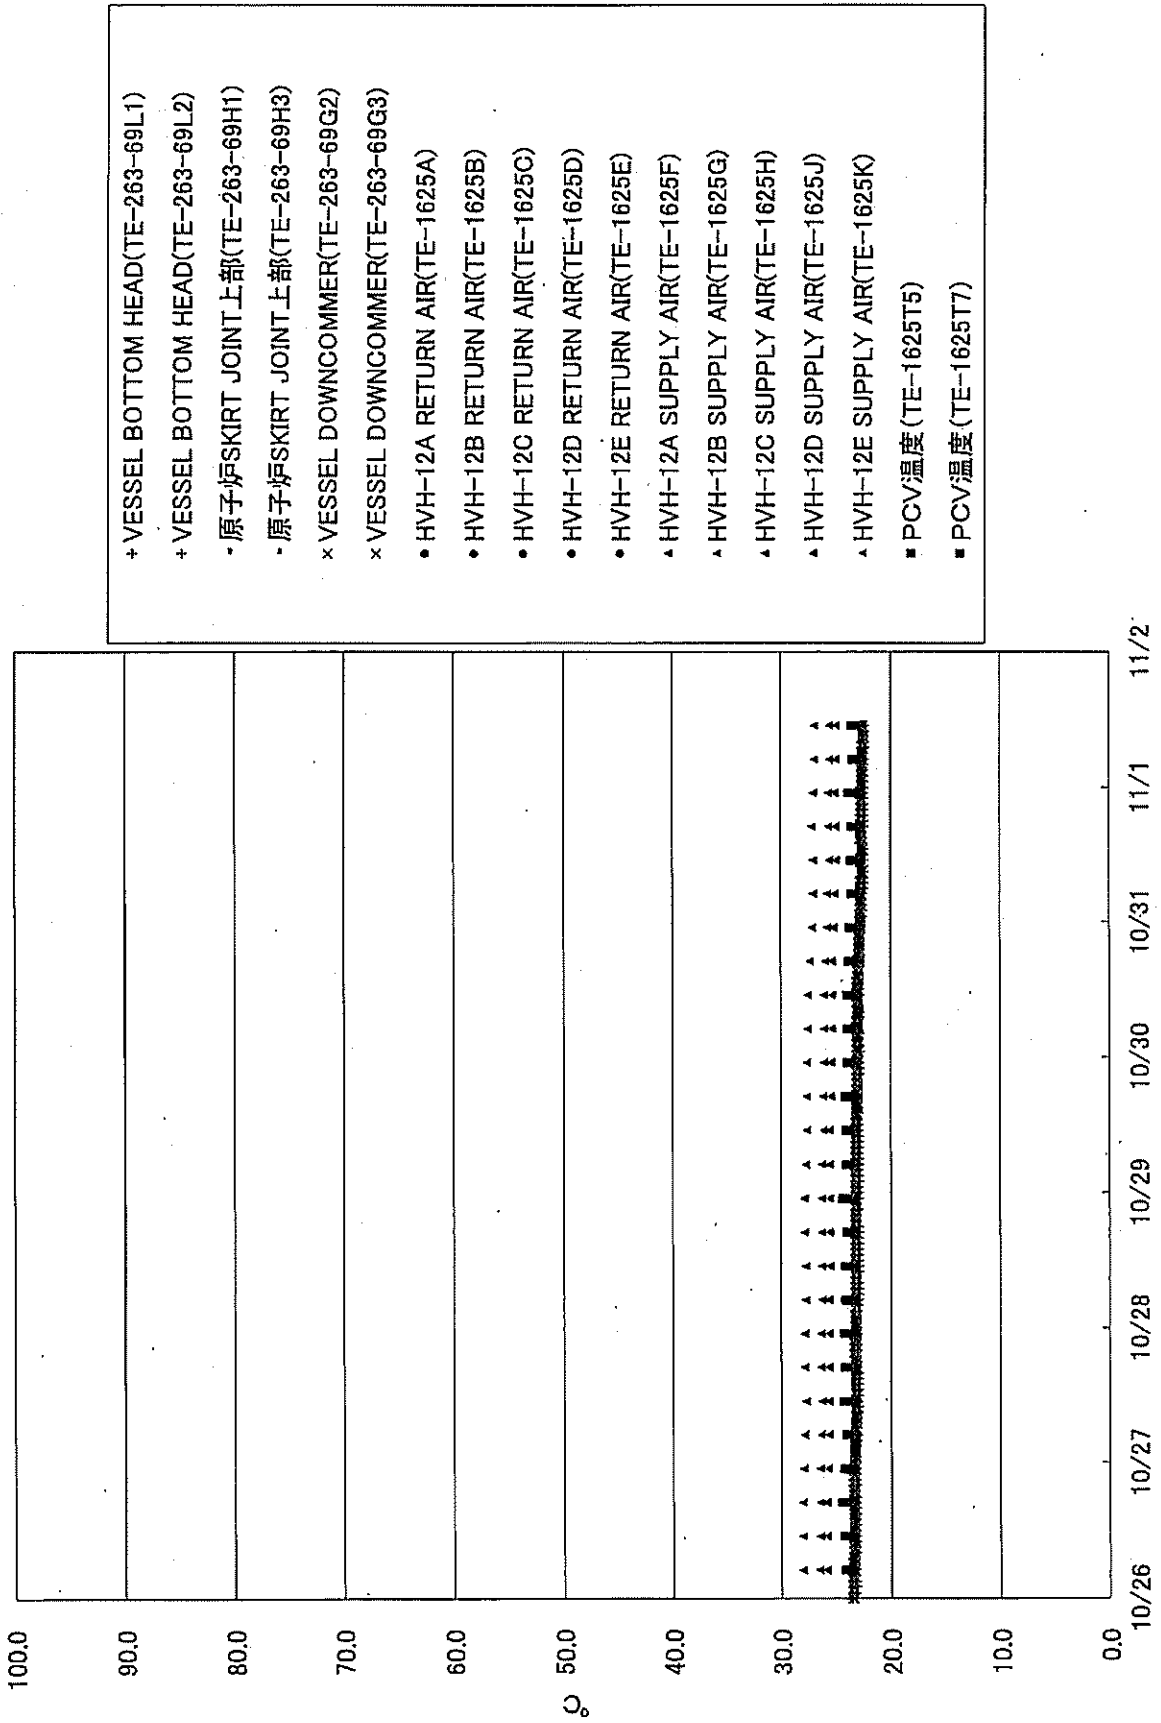 100.0
90.0
80.0
70.0
60.0
50.0
40.0
30.0
20.0
10.0
0.0
℃
10/26
10/27
10/28
10/29
10/30
10/31
11/1
11/2
+ VESSEL BOTTOM HEAD(TE-263-69L1)
+ VESSEL BOTTOM HEAD(TE-263-69L2)
- 原子炉SKIRT JOINT上部(TE-263-69H1)
- 原子炉SKIRT JOINT上部(TE-263-69H3)
× VESSEL DOWNCOMMER(TE-263-69G2)
× VESSEL DOWNCOMMER(TE-263-69G3)
● HVH-12A RETURN AIR(TE-1625A)
● HVH-12B RETURN AIR(TE-1625B)
● HVH-12C RETURN AIR(TE-1625C)
● HVH-12D RETURN AIR(TE-1625D)
● HVH-12E RETURN AIR(TE-1625E)
▲ HVH-12A SUPPLY AIR(TE-1625F)
▲ HVH-12B SUPPLY AIR(TE-1625G)
▲ HVH-12C SUPPLY AIR(TE-1625H)
▲ HVH-12D SUPPLY AIR(TE-1625J)
▲ HVH-12E SUPPLY AIR(TE-1625K)
■ PCV温度(TE-1625T5)
■ PCV温度(TE-1625T7)